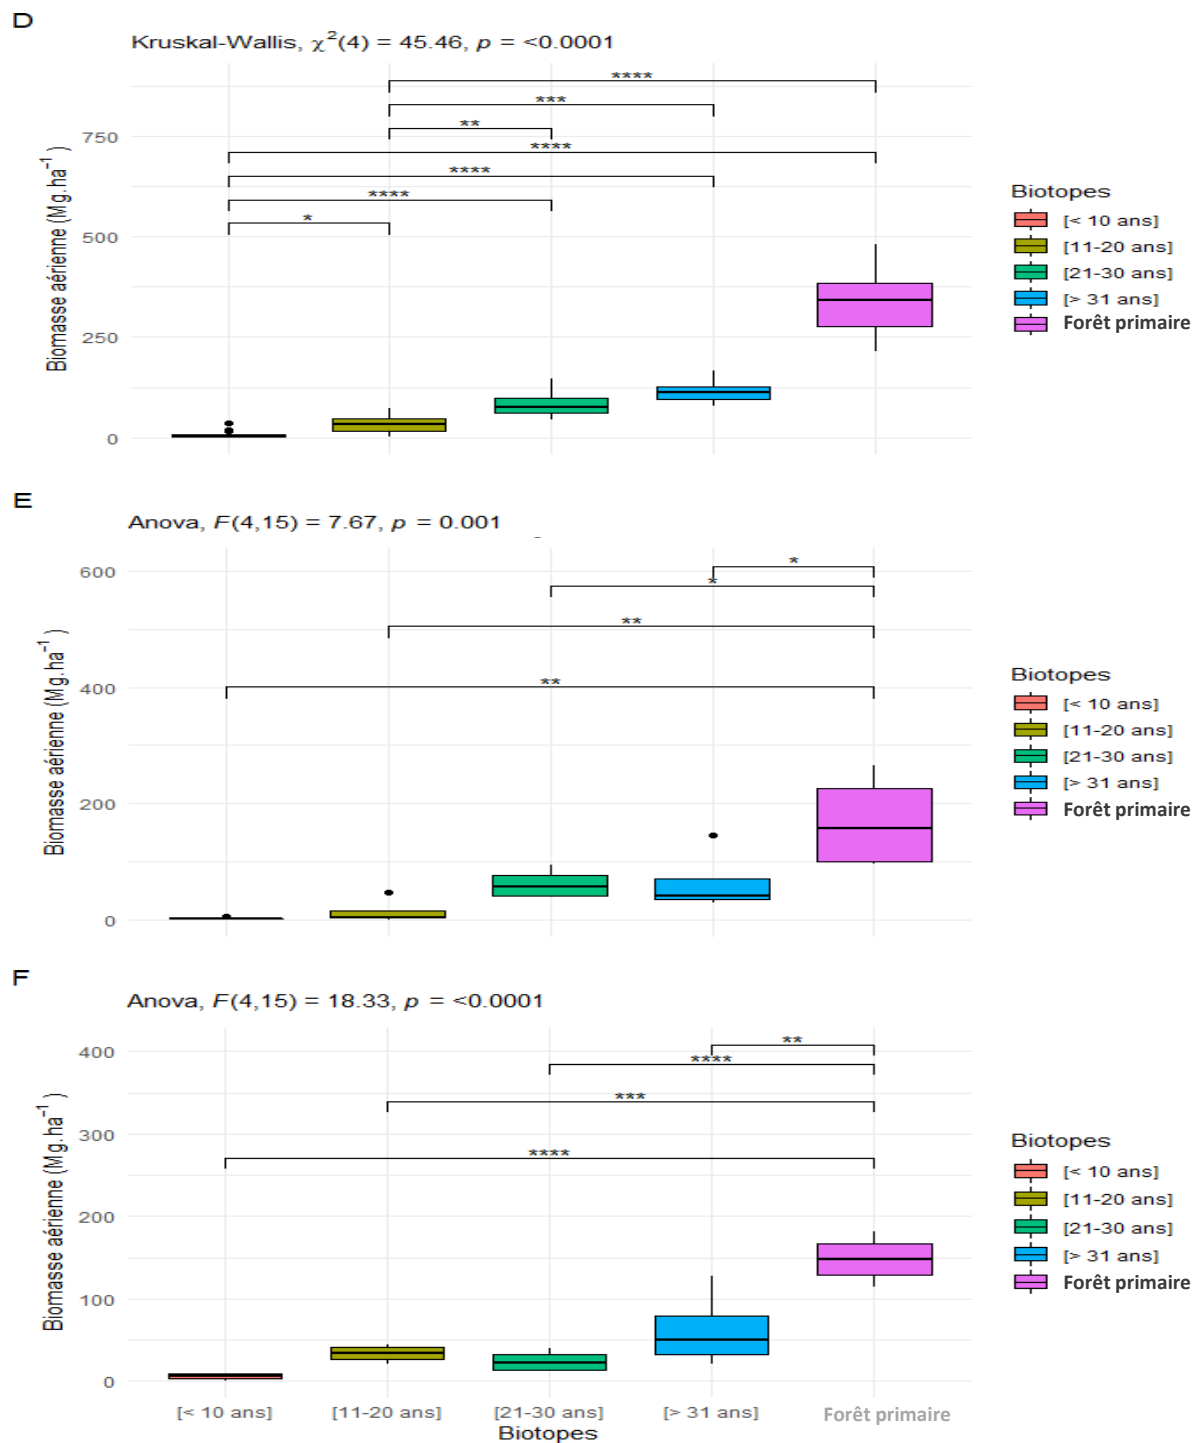 D
Kruskal-Wallis, χ²(4) = 45.46, p = <0.0001
****
***
**
****
****
****
*
750
500
250
0
Biomasse aérienne (Mg.ha⁻¹)
Biotopes
[< 10 ans]
[11-20 ans]
[21-30 ans]
[> 31 ans]
Forêt primaire
E
Anova, F(4,15) = 7.67, p = 0.001
*
*
**
**
600
400
200
0
Biomasse aérienne (Mg.ha⁻¹)
Biotopes
[< 10 ans]
[11-20 ans]
[21-30 ans]
[> 31 ans]
Forêt primaire
F
Anova, F(4,15) = 18.33, p = <0.0001
**
****
***
****
400
300
200
100
0
Biomasse aérienne (Mg.ha⁻¹)
Biotopes
[< 10 ans]
[11-20 ans]
[21-30 ans]
[> 31 ans]
Forêt primaire
[< 10 ans] [11-20 ans] [21-30 ans] [> 31 ans] Forêt primaire
Biotopes